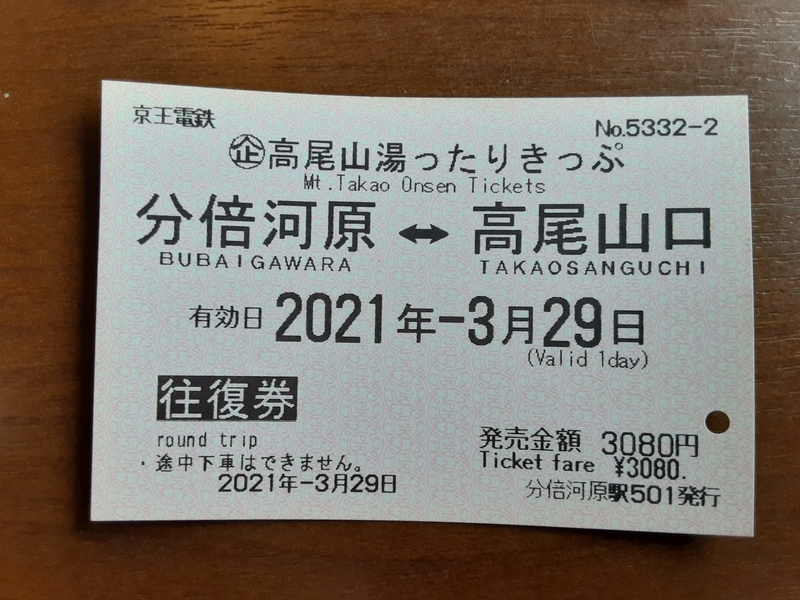 京王電鉄
No.5332-2
㊭高尾山湯ったりきっぷ
Mt.Takao Onsen Tickets
分倍河原 ↔ 高尾山口
BUBAIGAWARA TAKAOSANGUCHI
有効日 2021年-3月29日
(Valid 1day)
往復券
round trip
・途中下車はできません。
2021年-3月29日
発売金額 3080円
Ticket fare ¥3080.
分倍河原駅501発行